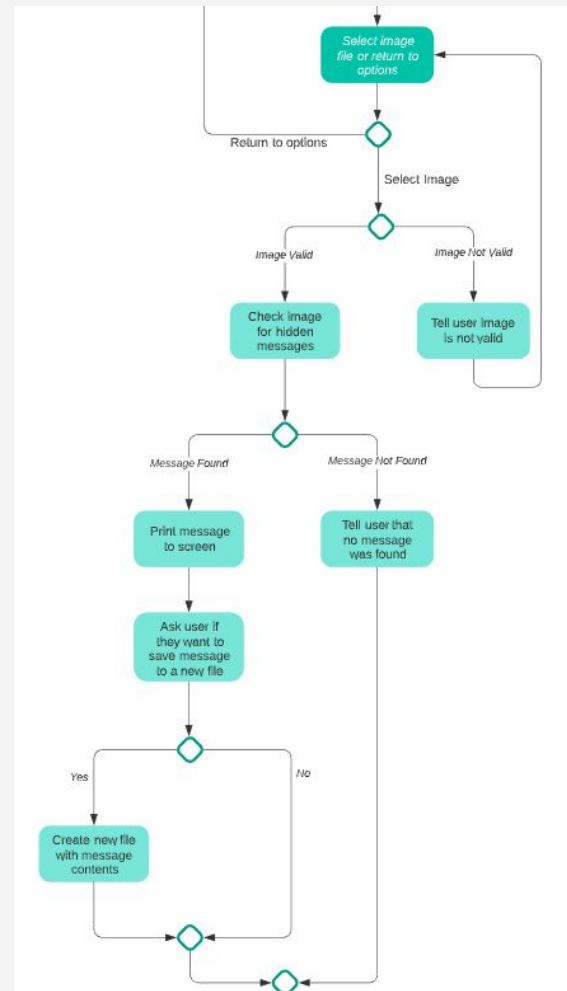 Select image
file or return to
options
Return to options
Select Image
Image Valid
Image Not Valid
Check image
for hidden
messages
Tell user image
is not valid
Message Found
Message Not Found
Print message
to screen
Tell user that
no message
was found
Ask user if
they want to
save message
to a new file
Yes
No
Create new file
with message
contents